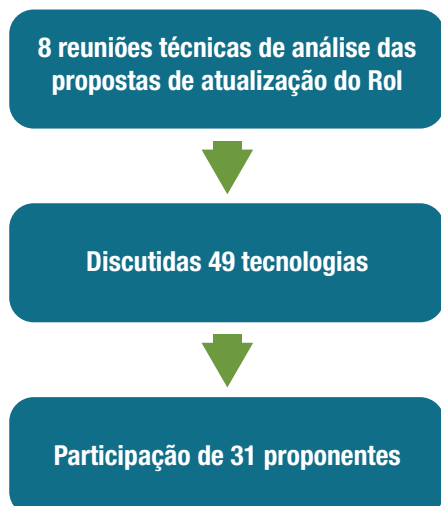 8 reuniões técnicas de análise das
propostas de atualização do Rol
Discutidas 49 tecnologias
Participação de 31 proponentes